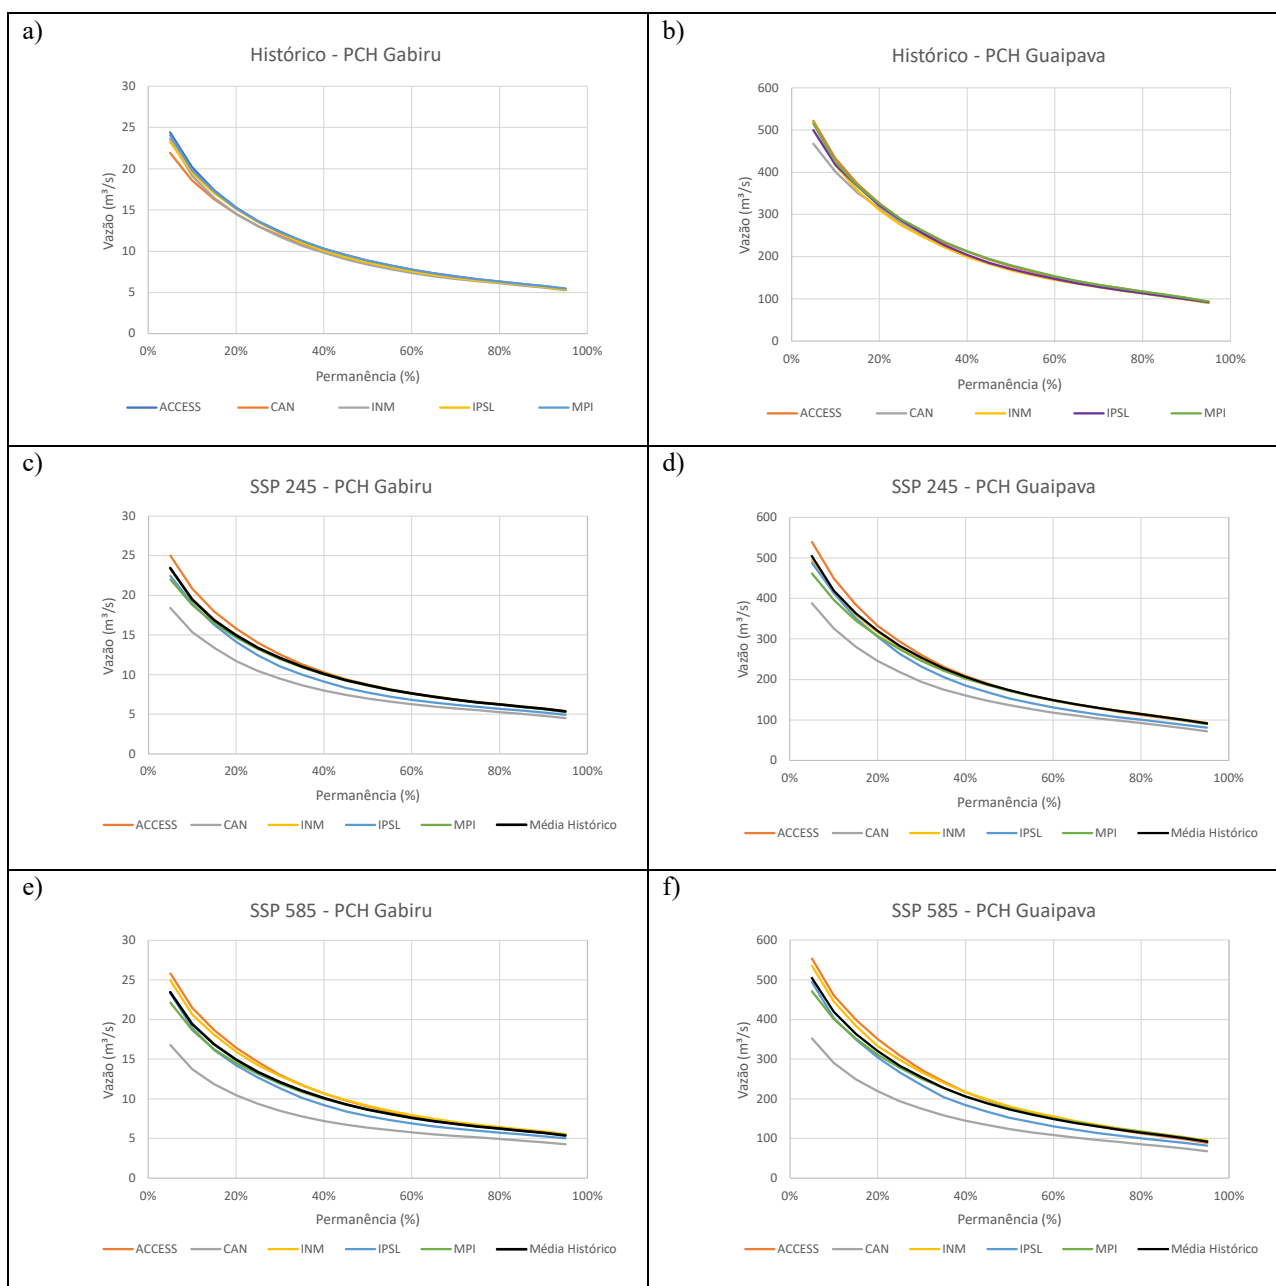 a)
Histórico - PCH Gabiru
30
25
20
15
10
5
0
Vazão (m³/s)
0% 20% 40% 60% 80% 100%
Permanência (%)
ACCESS CAN INM IPSL MPI
b)
Histórico - PCH Guaipava
600
500
400
300
200
100
0
Vazão (m³/s)
0% 20% 40% 60% 80% 100%
Permanência (%)
ACCESS CAN INM IPSL MPI
c)
SSP 245 - PCH Gabiru
30
25
20
15
10
5
0
Vazão (m³/s)
0% 20% 40% 60% 80% 100%
Permanência (%)
ACCESS CAN INM IPSL MPI Média Histórico
d)
SSP 245 - PCH Guaipava
600
500
400
300
200
100
0
Vazão (m³/s)
0% 20% 40% 60% 80% 100%
Permanência (%)
ACCESS CAN INM IPSL MPI Média Histórico
e)
SSP 585 - PCH Gabiru
30
25
20
15
10
5
0
Vazão (m³/s)
0% 20% 40% 60% 80% 100%
Permanência (%)
ACCESS CAN INM IPSL MPI Média Histórico
f)
SSP 585 - PCH Guaipava
600
500
400
300
200
100
0
Vazão (m³/s)
0% 20% 40% 60% 80% 100%
Permanência (%)
ACCESS CAN INM IPSL MPI Média Histórico